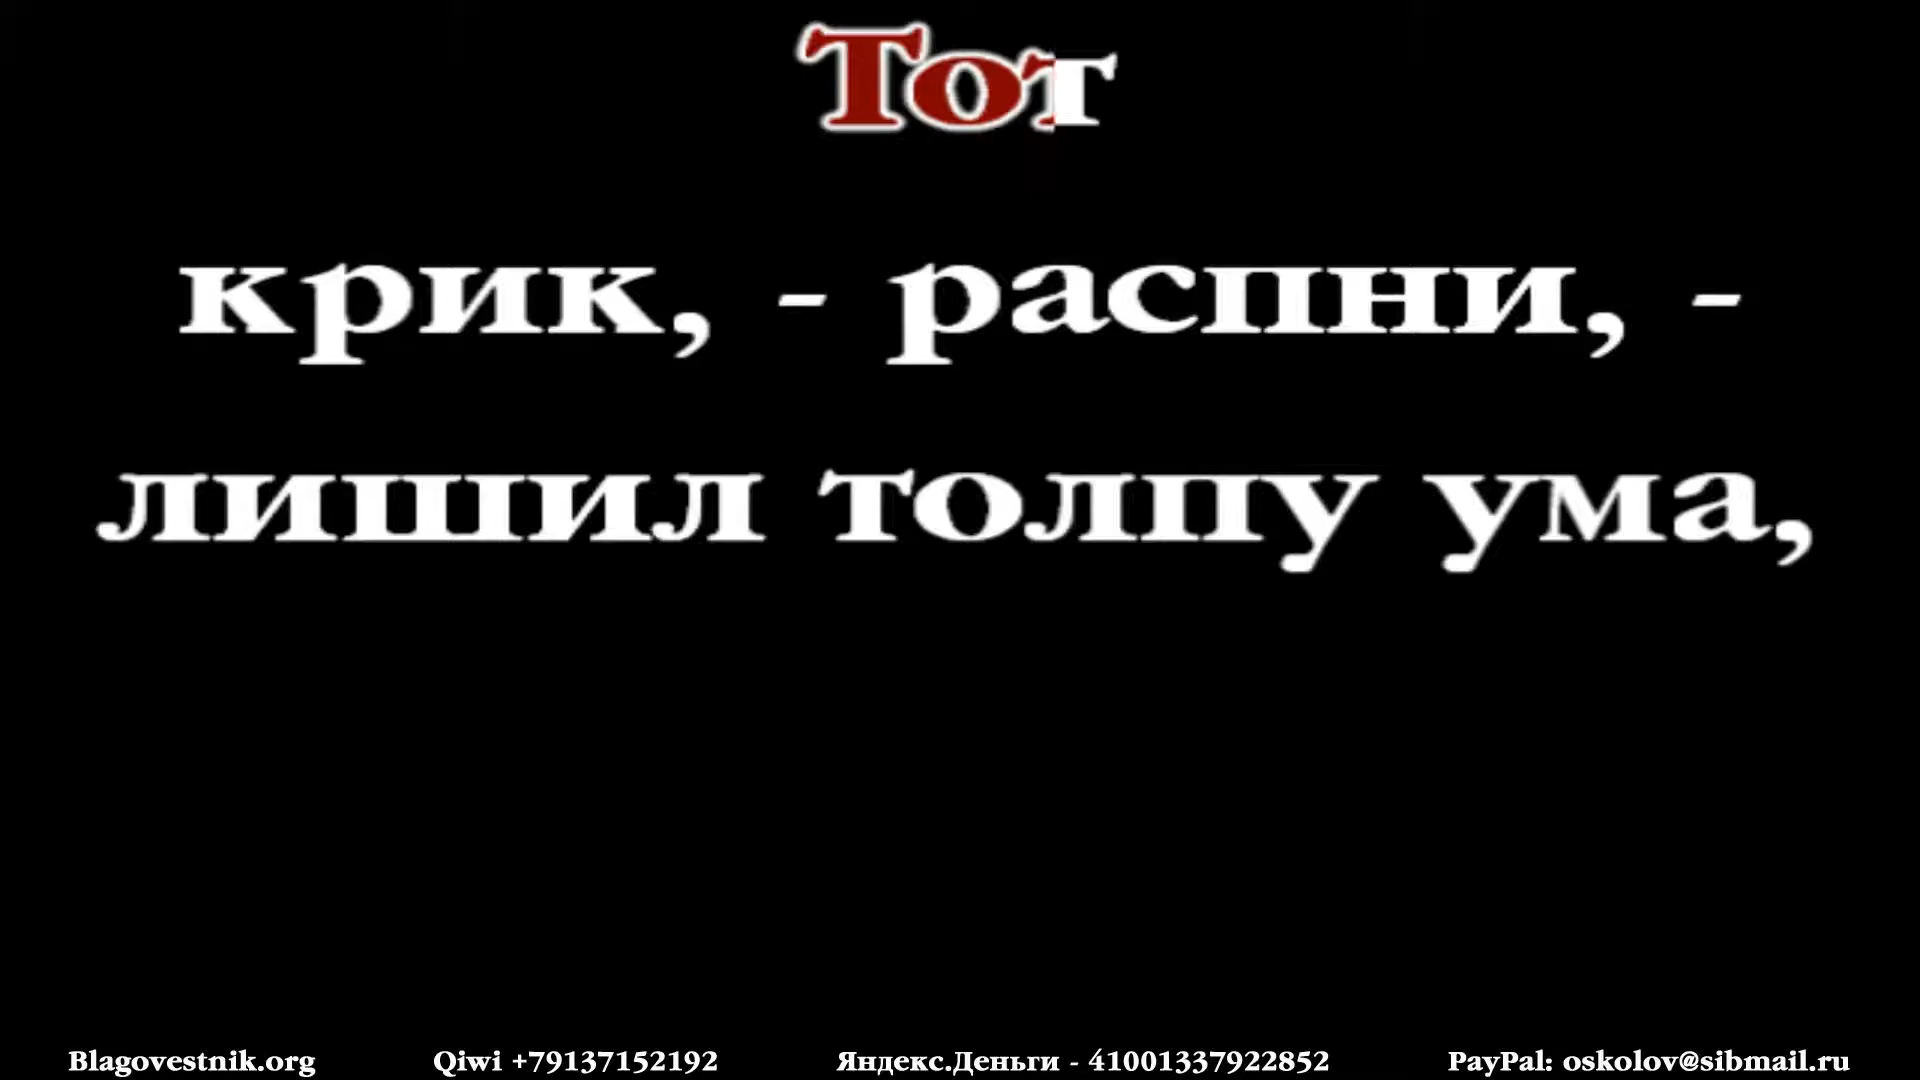 Тот
крик, - распни, -
лишил толпу ума,
Blagovestnik.org Qiwi +79137152192 Яндекс.Деньги - 41001337922852 PayPal: oskolov@sibmail.ru